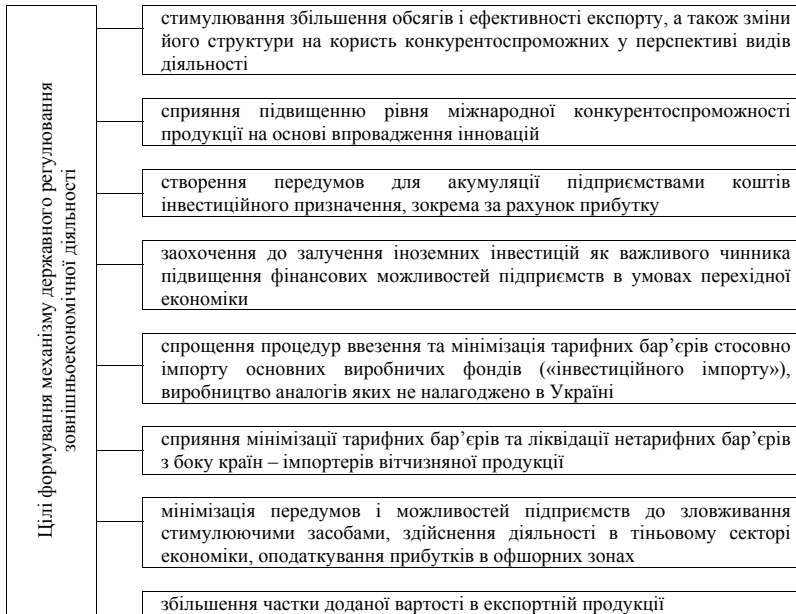 Цілі формування механізму державного регулювання
зовнішньоекономічної діяльності
стимулювання збільшення обсягів і ефективності експорту, а також зміни
його структури на користь конкурентоспроможних у перспективі видів
діяльності
сприяння підвищенню рівня міжнародної конкурентоспроможності
продукції на основі впровадження інновацій
створення передумов для акумуляції підприємствами коштів
інвестиційного призначення, зокрема за рахунок прибутку
заохочення до залучення іноземних інвестицій як важливого чинника
підвищення фінансових можливостей підприємств в умовах перехідної
економіки
спрощення процедур ввезення та мінімізація тарифних бар’єрів стосовно
імпорту основних виробничих фондів («інвестиційного імпорту»),
виробництво аналогів яких не налагоджено в Україні
сприяння мінімізації тарифних бар’єрів та ліквідації нетарифних бар’єрів
з боку країн – імпортерів вітчизняної продукції
мінімізація передумов і можливостей підприємств до зловживання
стимулюючими засобами, здійснення діяльності в тіньовому секторі
економіки, оподаткування прибутків в офшорних зонах
збільшення частки доданої вартості в експортній продукції